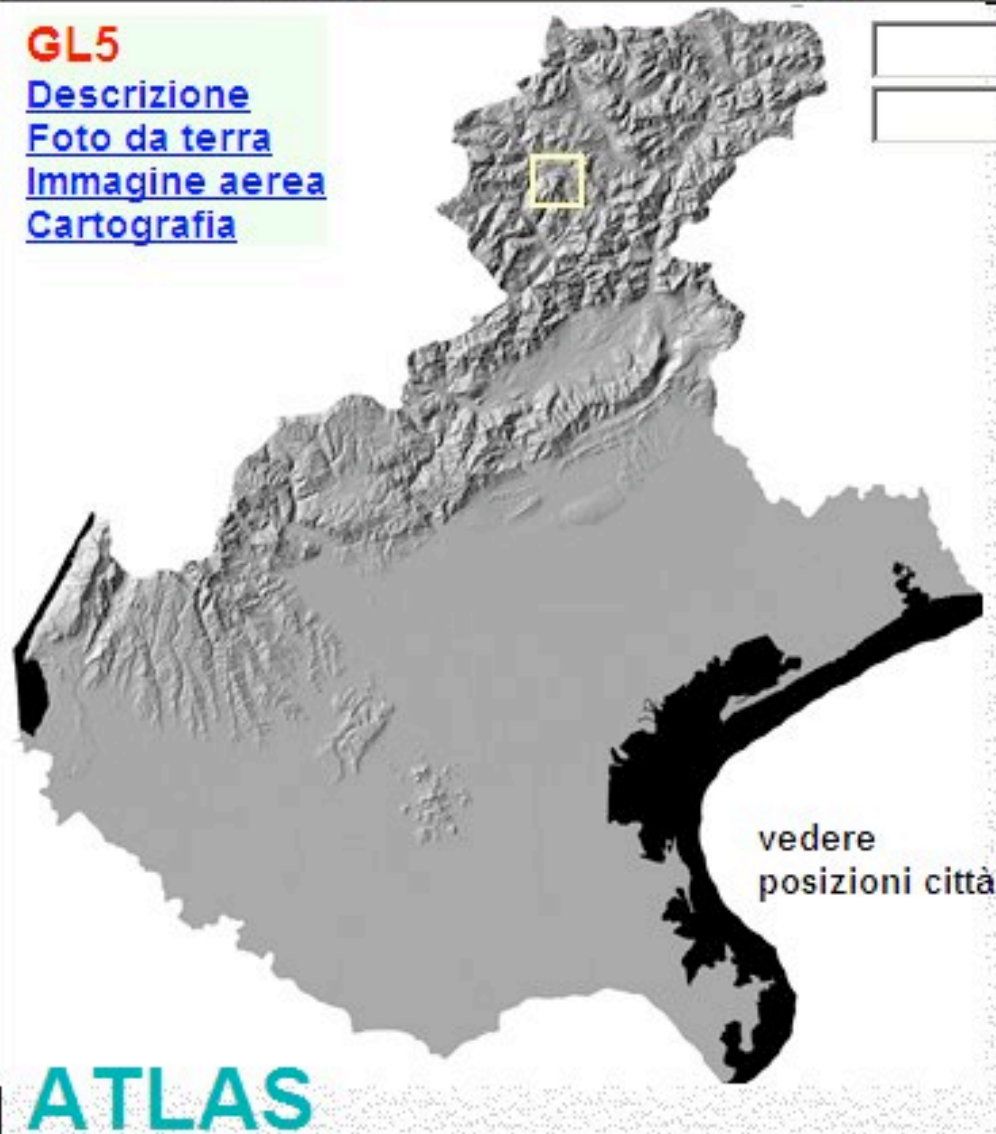 GL5
Descrizione
Foto da terra
Immagine aerea
Cartografia
vedere
posizioni città
ATLAS